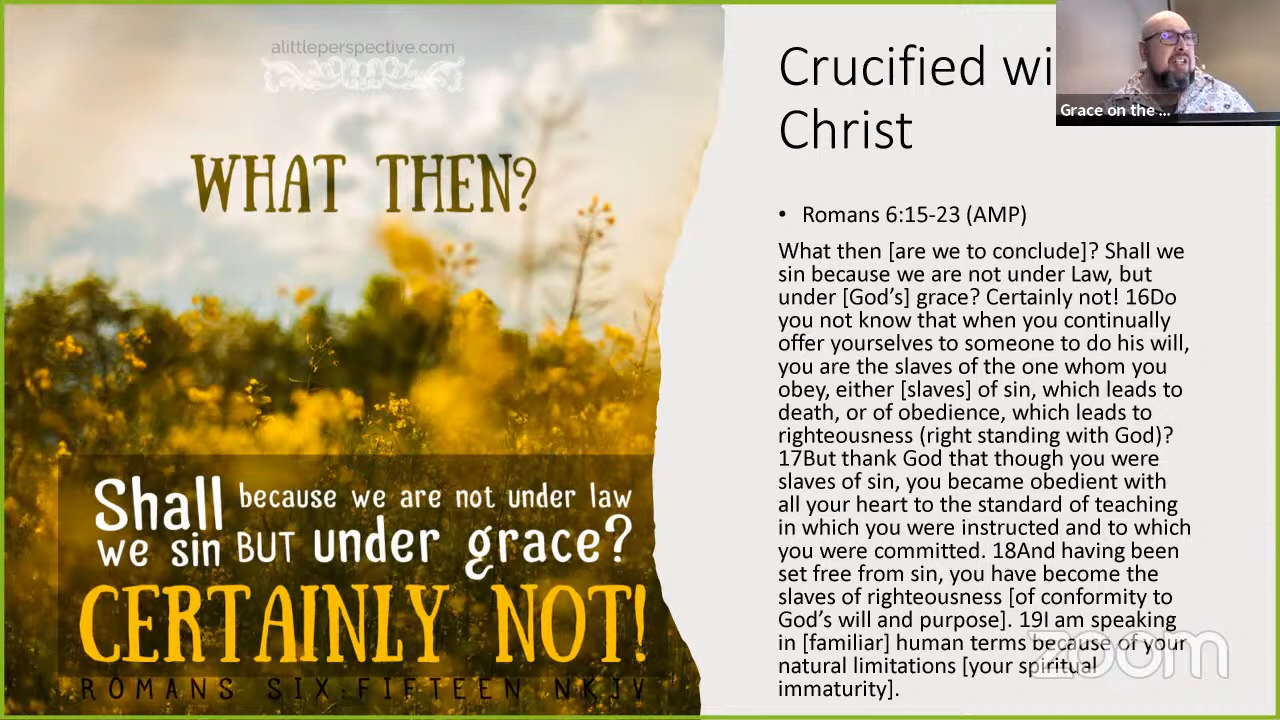 alittleperspective.com
WHAT THEN?
Shall we sin because we are not under law
BUT under grace?
CERTAINLY NOT!
ROMANS SIX:FIFTEEN NKJV
Crucified wi
Christ
Grace on the ...
• Romans 6:15-23 (AMP)
What then [are we to conclude]? Shall we
sin because we are not under Law, but
under [God’s] grace? Certainly not! 16Do
you not know that when you continually
offer yourselves to someone to do his will,
you are the slaves of the one whom you
obey, either [slaves] of sin, which leads to
death, or of obedience, which leads to
righteousness (right standing with God)?
17But thank God that though you were
slaves of sin, you became obedient with
all your heart to the standard of teaching
in which you were instructed and to which
you were committed. 18And having been
set free from sin, you have become the
slaves of righteousness [of conformity to
God’s will and purpose]. 19I am speaking
in [familiar] human terms because of your
natural limitations [your spiritual
immaturity].
zoom